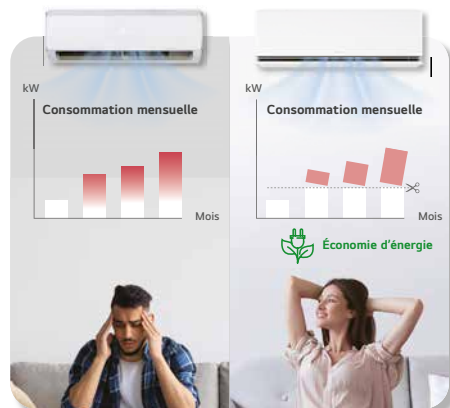 kW
Consommation mensuelle
Mois
kW
Consommation mensuelle
Mois
Économie d'énergie